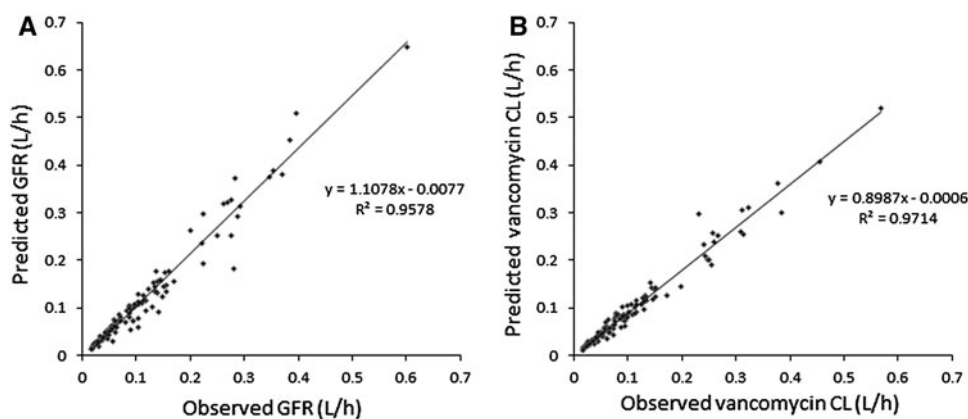 A
0.7
0.6
0.5
0.4
0.3
0.2
0.1
0
Predicted GFR (L/h)
y = 1.1078x - 0.0077
R² = 0.9578
0 0.1 0.2 0.3 0.4 0.5 0.6 0.7
Observed GFR (L/h)
B
0.7
0.6
0.5
0.4
0.3
0.2
0.1
0
Predicted vancomycin CL (L/h)
y = 0.8987x - 0.0006
R² = 0.9714
0 0.1 0.2 0.3 0.4 0.5 0.6 0.7
Observed vancomycin CL (L/h)